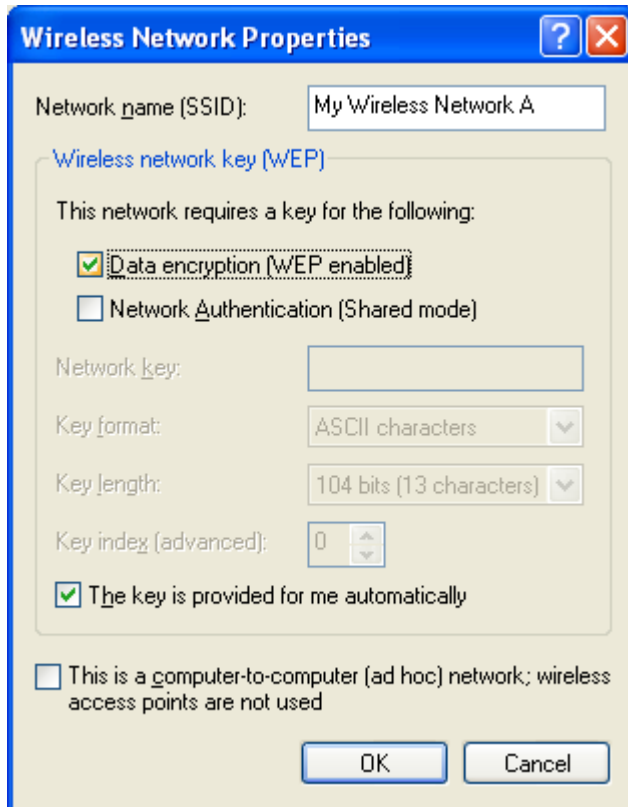 Wireless Network Properties
Network name (SSID): My Wireless Network A
Wireless network key (WEP)
This network requires a key for the following:
Data encryption (WEP enabled)
Network Authentication (Shared mode)
Network key:
Key format: ASCII characters
Key length: 104 bits (13 characters)
Key index (advanced): 0
The key is provided for me automatically
This is a computer-to-computer (ad hoc) network; wireless
access points are not used
OK Cancel